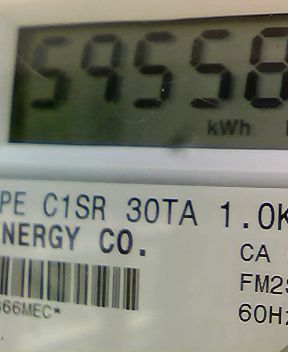 59558
kWh
PE C1SR 30TA 1.0K
NERGY CO.
CA
FM2S
60Hz
66MEC*